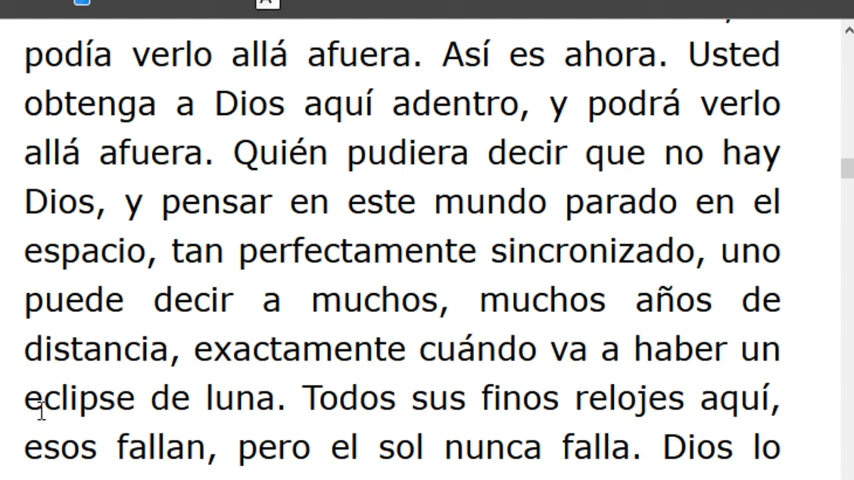 podía verlo allá afuera. Así es ahora. Usted
obtenga a Dios aquí adentro, y podrá verlo
allá afuera. Quién pudiera decir que no hay
Dios, y pensar en este mundo parado en el
espacio, tan perfectamente sincronizado, uno
puede decir a muchos, muchos años de
distancia, exactamente cuándo va a haber un
eclipse de luna. Todos sus finos relojes aquí,
esos fallan, pero el sol nunca falla. Dios lo